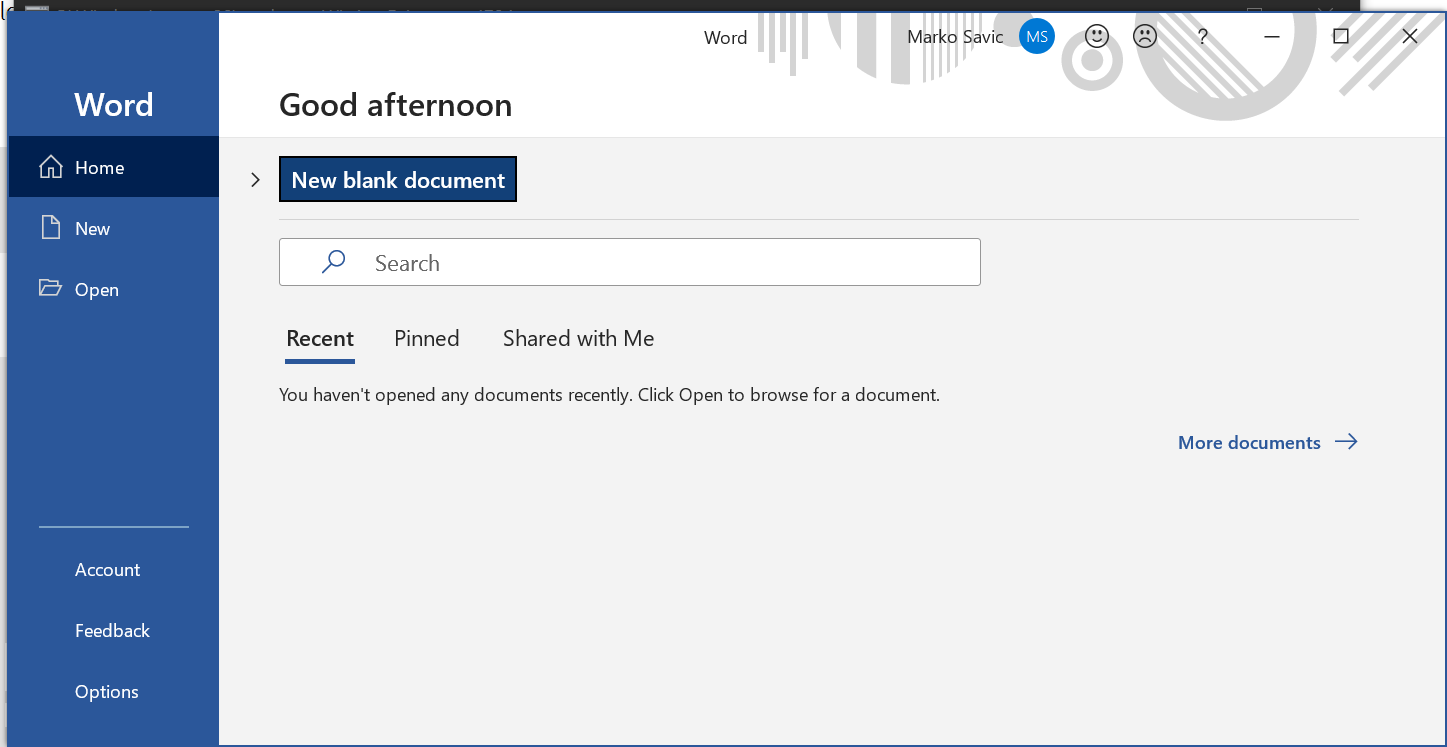 Word
Marko Savic
MS
?
Word
Good afternoon
Home
New blank document
New
Search
Open
Recent
Pinned
Shared with Me
You haven't opened any documents recently. Click Open to browse for a document.
More documents
Account
Feedback
Options